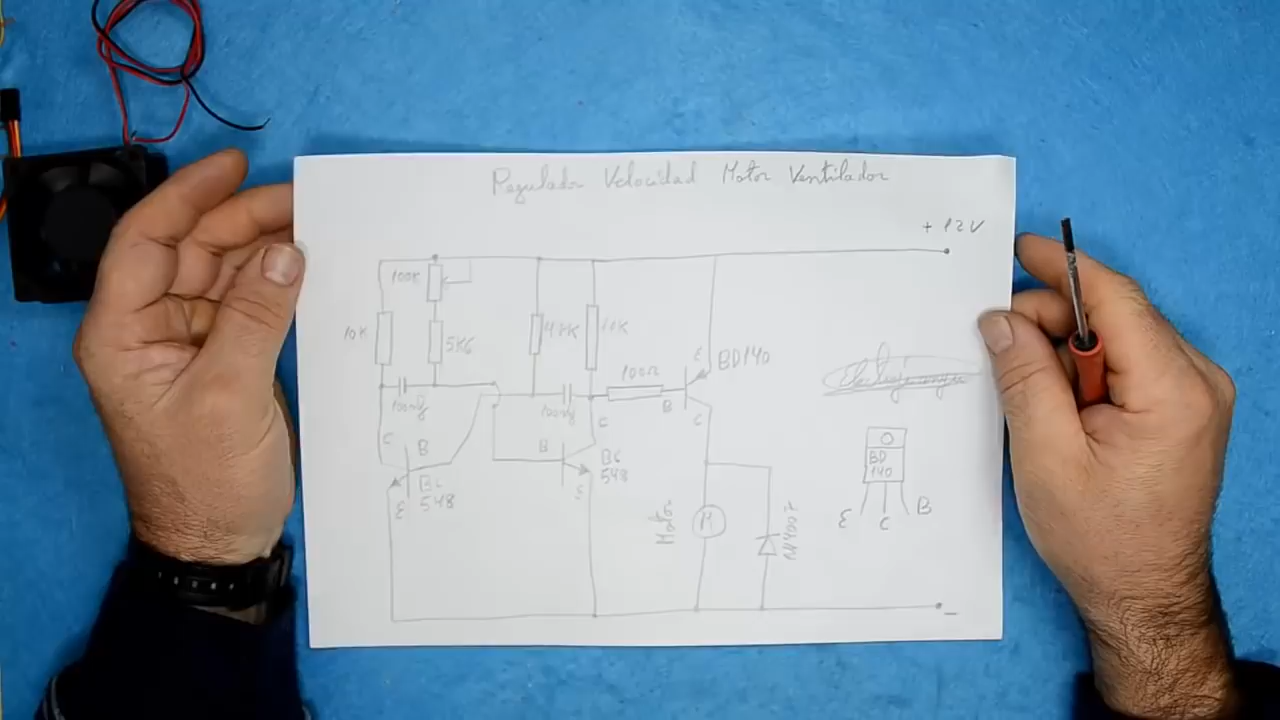 Regulador Velocidad Motor Ventilador
+ 12V
100K
10K
5K6
10K
100Ω
BD140
E
B
C
100nf
100nf
C
B
BC
548
E
C
B
BC
548
E
Motor
M
1N4007
BD
140
E
C
B
-